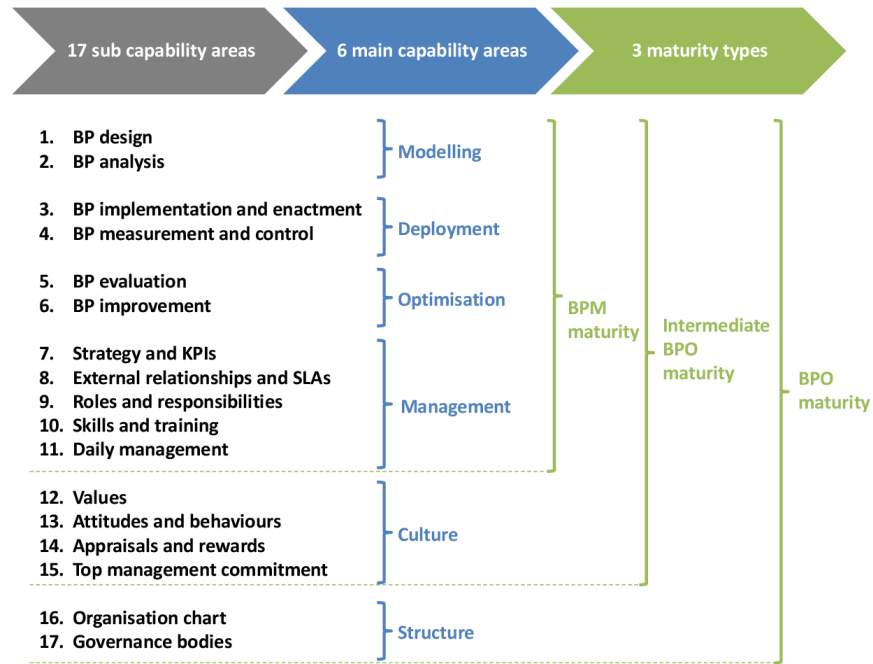 17 sub capability areas
6 main capability areas
3 maturity types
1. BP design
2. BP analysis
Modelling
3. BP implementation and enactment
4. BP measurement and control
Deployment
5. BP evaluation
6. BP improvement
Optimisation
7. Strategy and KPIs
8. External relationships and SLAs
9. Roles and responsibilities
10. Skills and training
11. Daily management
Management
12. Values
13. Attitudes and behaviours
14. Appraisals and rewards
15. Top management commitment
Culture
16. Organisation chart
17. Governance bodies
Structure
BPM
maturity
Intermediate
BPO
maturity
BPO
maturity